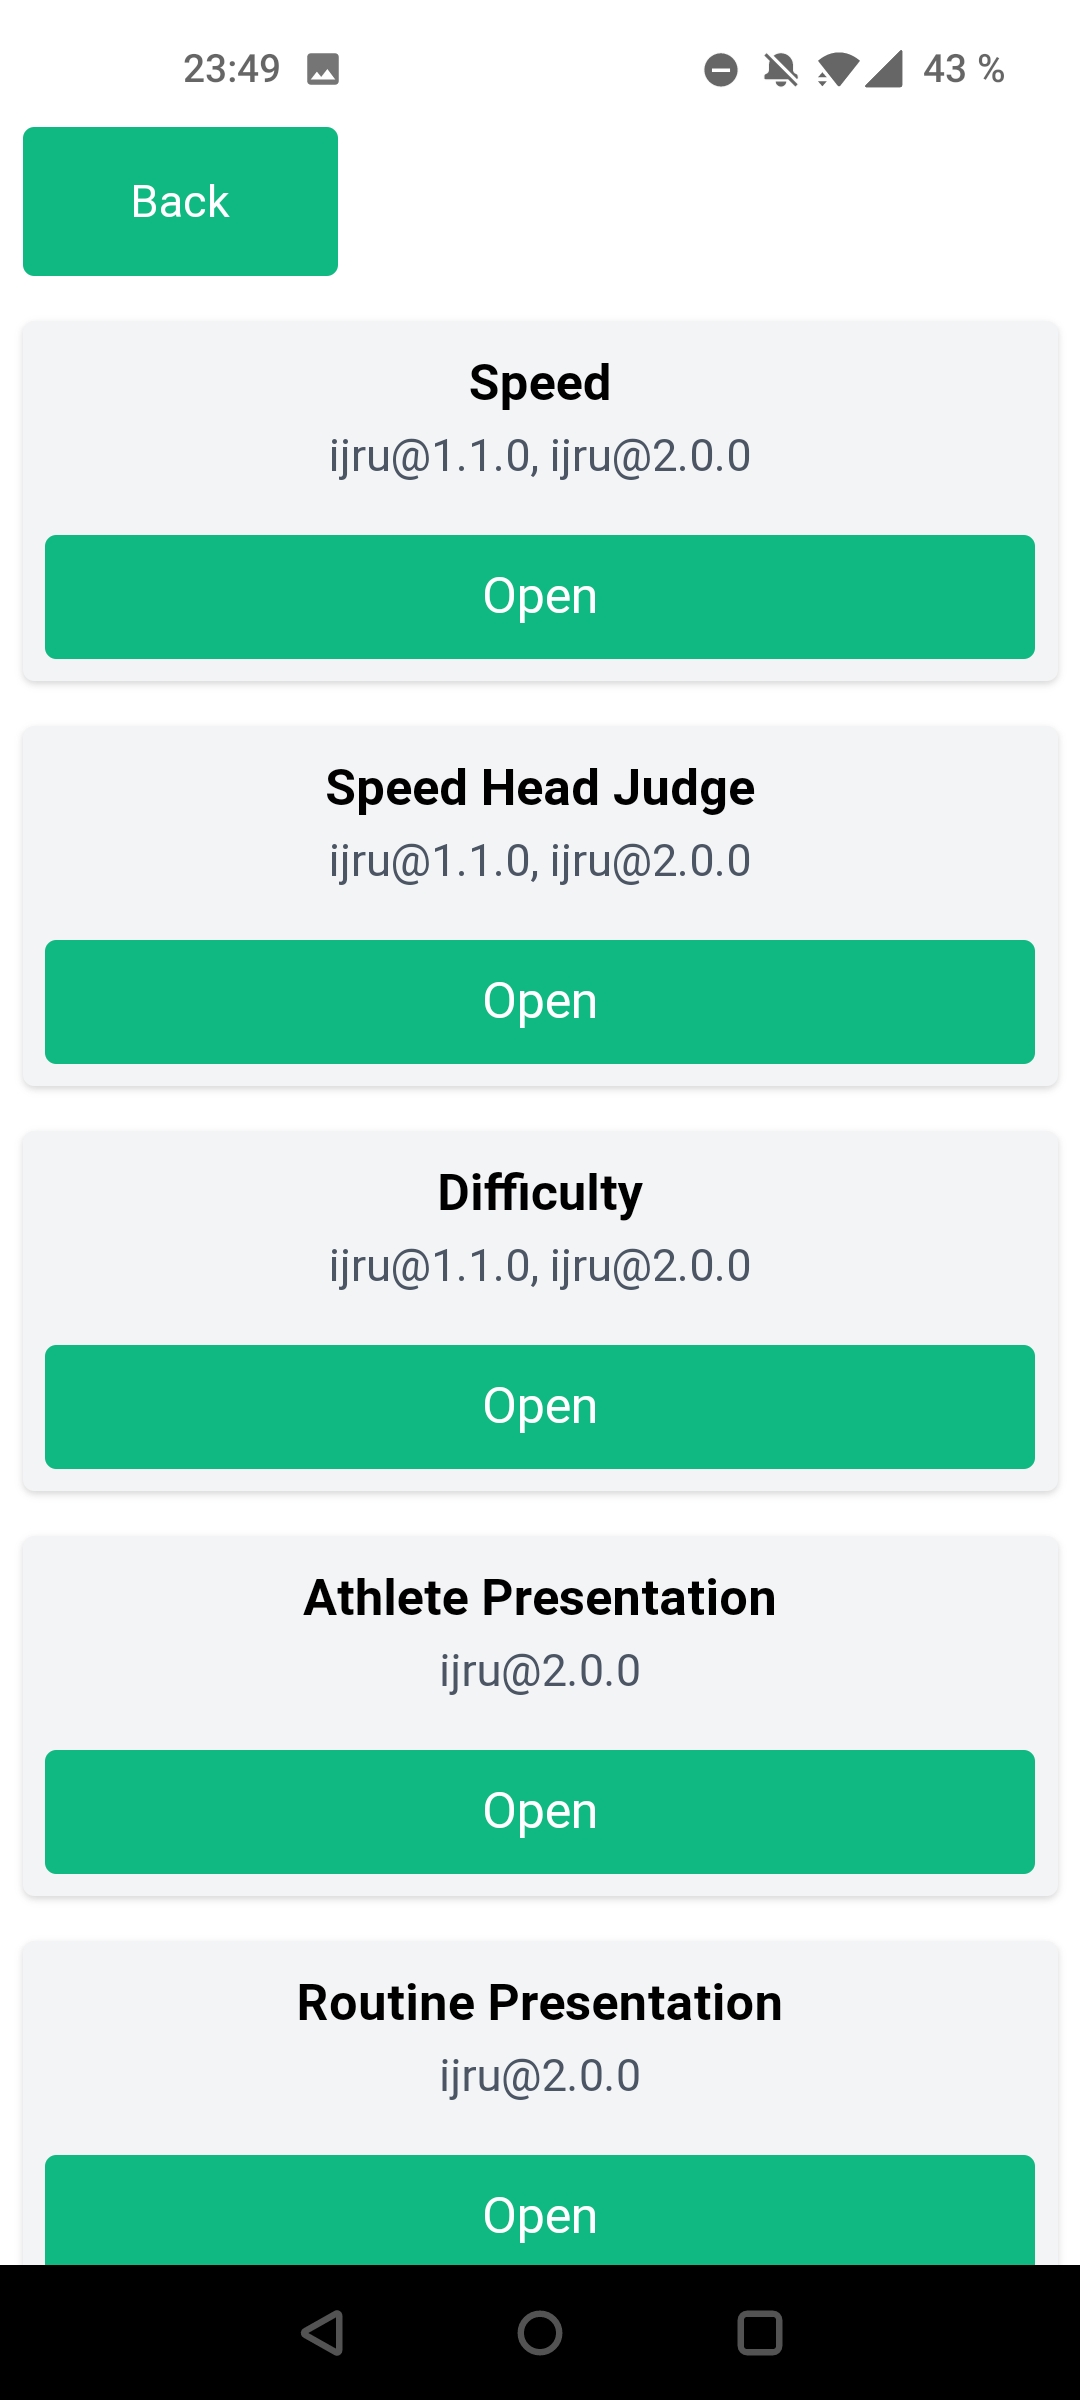 23:49 43 %
Back
Speed
ijru@1.1.0, ijru@2.0.0
Open
Speed Head Judge
ijru@1.1.0, ijru@2.0.0
Open
Difficulty
ijru@1.1.0, ijru@2.0.0
Open
Athlete Presentation
ijru@2.0.0
Open
Routine Presentation
ijru@2.0.0
Open